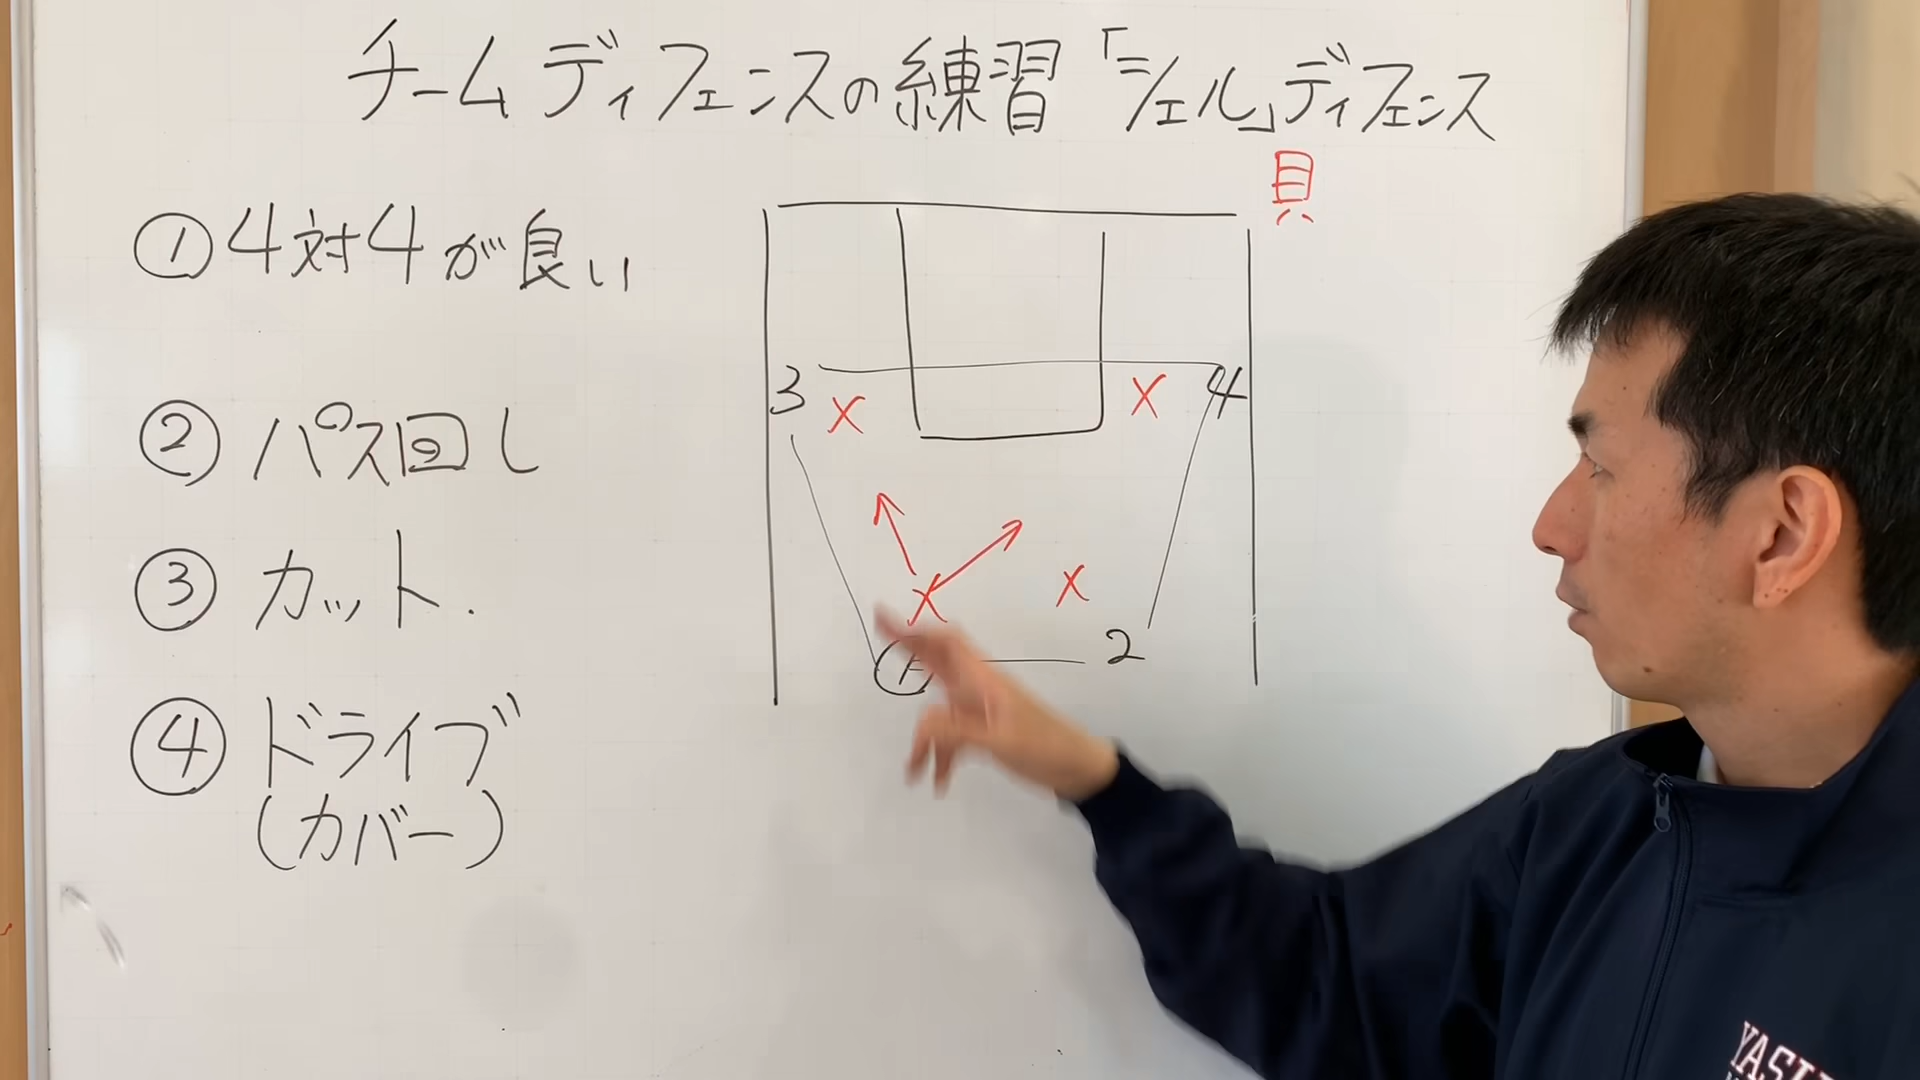 チームディフェンスの練習「シェル」ディフェンス
貝
①4対4が良い
②パス回し
③カット.
④ドライブ
(カバー)
3 X X 4
X X
1 2